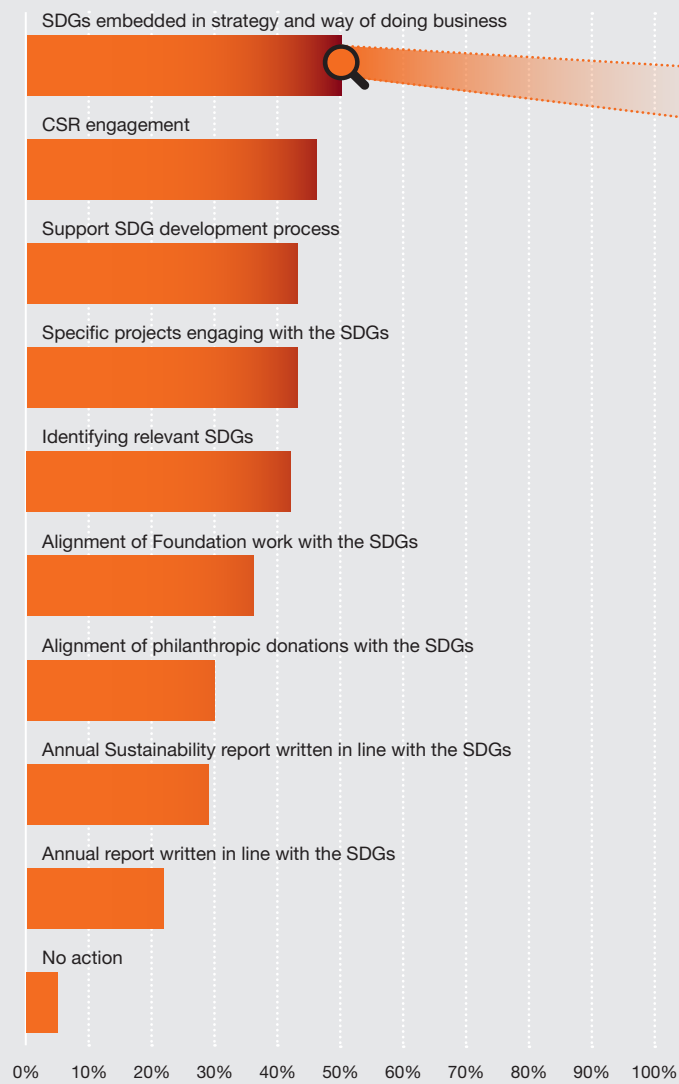 SDGs embedded in strategy and way of doing business
CSR engagement
Support SDG development process
Specific projects engaging with the SDGs
Identifying relevant SDGs
Alignment of Foundation work with the SDGs
Alignment of philanthropic donations with the SDGs
Annual Sustainability report written in line with the SDGs
Annual report written in line with the SDGs
No action
0% 10% 20% 30% 40% 50% 60% 70% 80% 90% 100%